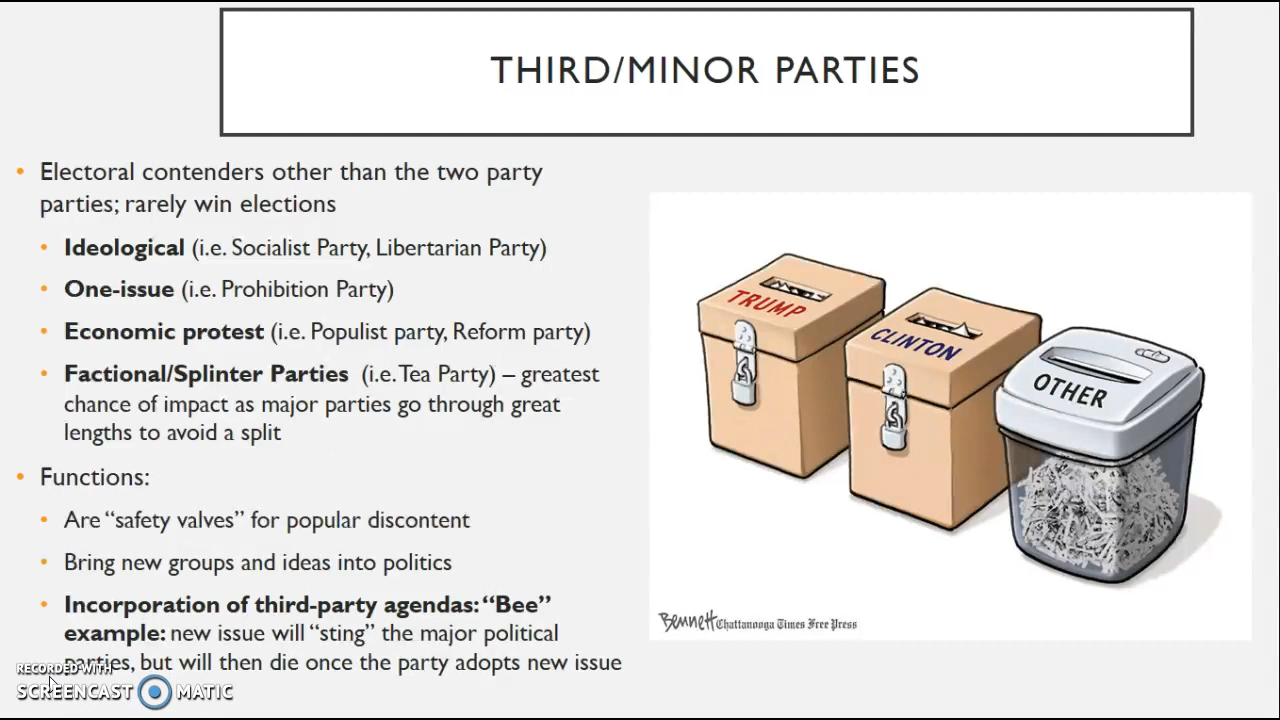 THIRD/MINOR PARTIES
Electoral contenders other than the two party
parties; rarely win elections
Ideological (i.e. Socialist Party, Libertarian Party)
One-issue (i.e. Prohibition Party)
Economic protest (i.e. Populist party, Reform party)
Factional/Splinter Parties (i.e. Tea Party) – greatest
chance of impact as major parties go through great
lengths to avoid a split
Functions:
Are “safety valves” for popular discontent
Bring new groups and ideas into politics
Incorporation of third-party agendas: “Bee”
example: new issue will “sting” the major political
parties, but will then die once the party adopts new issue
TRUMP
CLINTON
OTHER
Bennett Chattanooga Times Free Press
RECORDED WITH
SCREENCAST MATIC